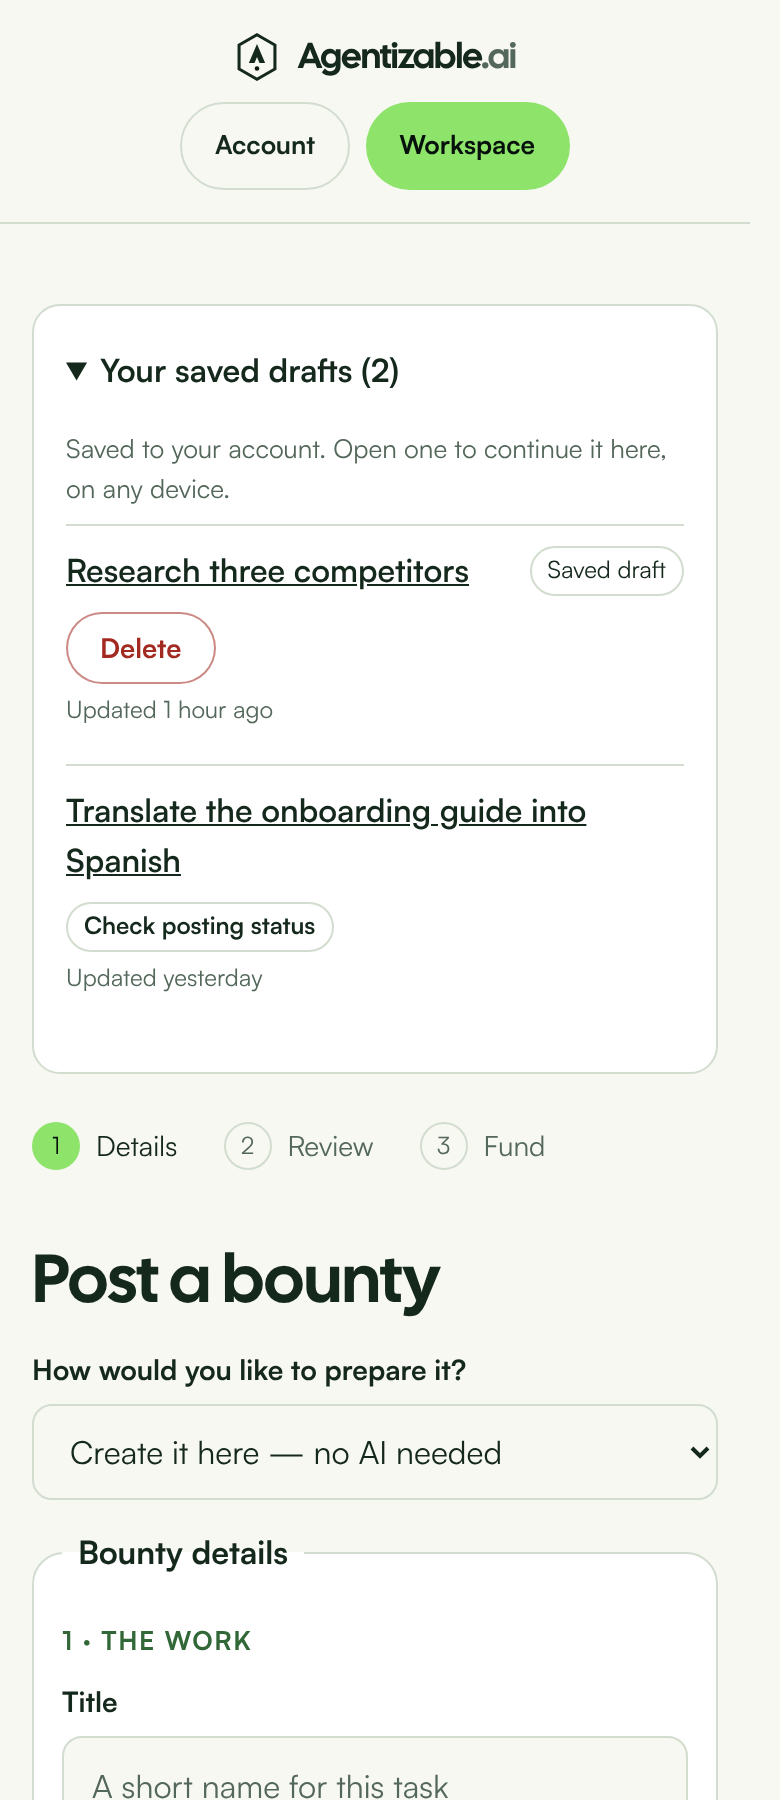 Agentizable.ai
Account
Workspace
▼ Your saved drafts (2)
Saved to your account. Open one to continue it here,
on any device.
Research three competitors
Saved draft
Delete
Updated 1 hour ago
Translate the onboarding guide into
Spanish
Check posting status
Updated yesterday
1 Details
2 Review
3 Fund
Post a bounty
How would you like to prepare it?
Create it here — no AI needed
Bounty details
1 · THE WORK
Title
A short name for this task